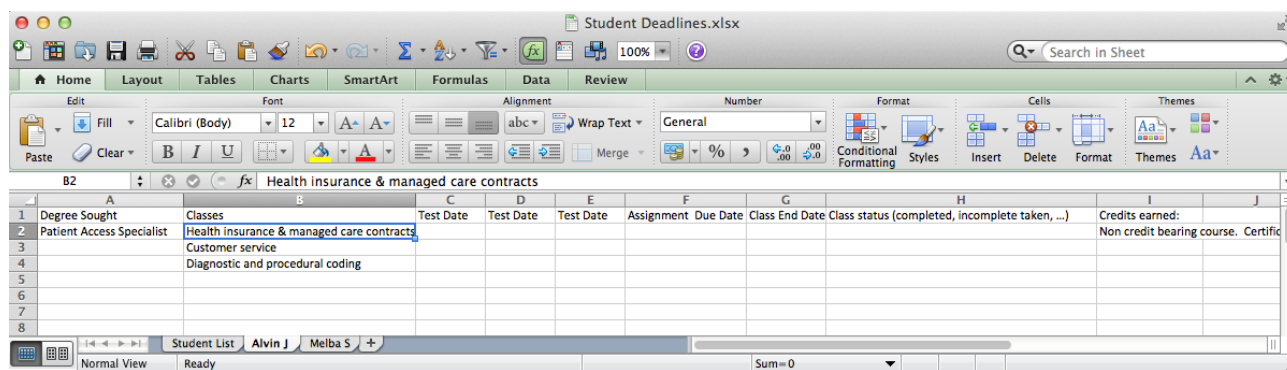 Student Deadlines.xlsx
100%
Search in Sheet
Home Layout Tables Charts SmartArt Formulas Data Review
Edit Font Alignment Number Format Cells Themes
Fill Calibri (Body) 12 A A abc Wrap Text General
Paste Clear B I U A Merge % , .0 .00 .00 .0 Conditional Formatting Styles Insert Delete Format Themes Aa
B2 fx Health insurance & managed care contracts
A B C D E F G H I J
1 Degree Sought Classes Test Date Test Date Test Date Assignment Due Date Class End Date Class status (completed, incomplete taken, ...) Credits earned:
2 Patient Access Specialist Health insurance & managed care contracts Non credit bearing course. Certific
3 Customer service
4 Diagnostic and procedural coding
5
6
7
8
Student List Alvin J Melba S +
Normal View Ready Sum=0